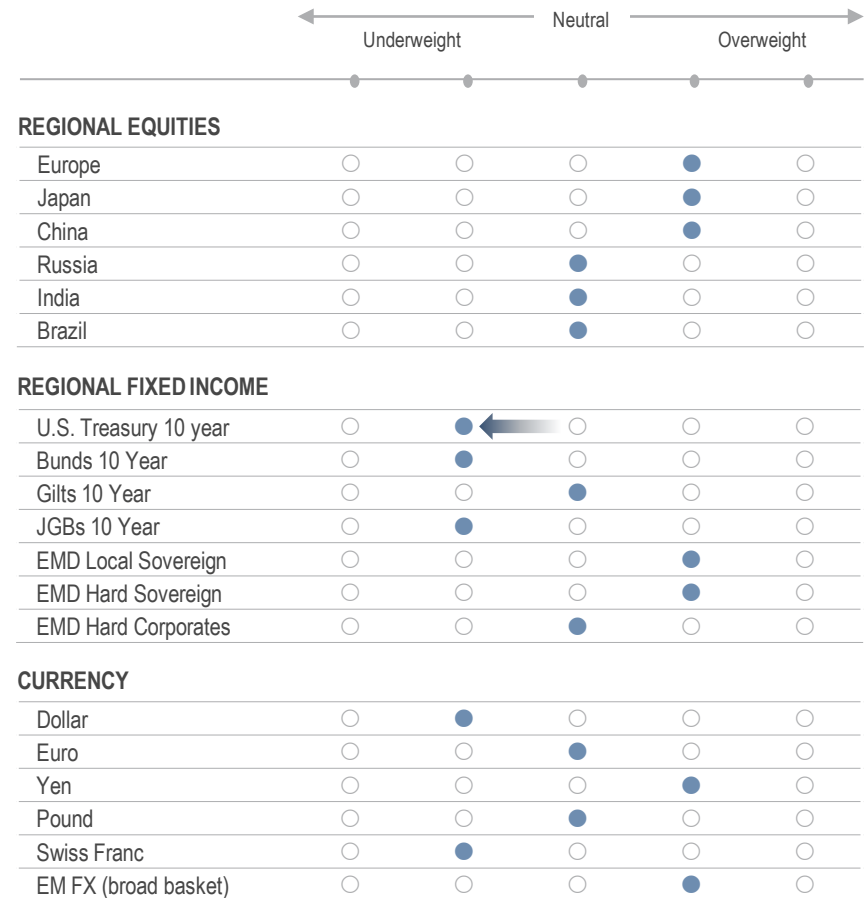 Neutral
Underweight Overweight
REGIONAL EQUITIES
Europe
Japan
China
Russia
India
Brazil
REGIONAL FIXED INCOME
U.S. Treasury 10 year
Bunds 10 Year
Gilts 10 Year
JGBs 10 Year
EMD Local Sovereign
EMD Hard Sovereign
EMD Hard Corporates
CURRENCY
Dollar
Euro
Yen
Pound
Swiss Franc
EM FX (broad basket)